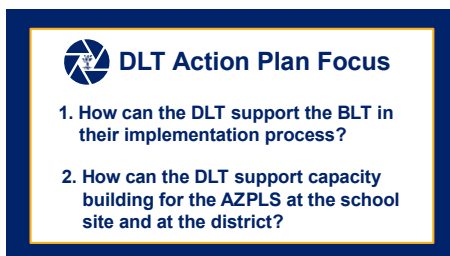 DLT Action Plan Focus
1. How can the DLT support the BLT in
their implementation process?
2. How can the DLT support capacity
building for the AZPLS at the school
site and at the district?